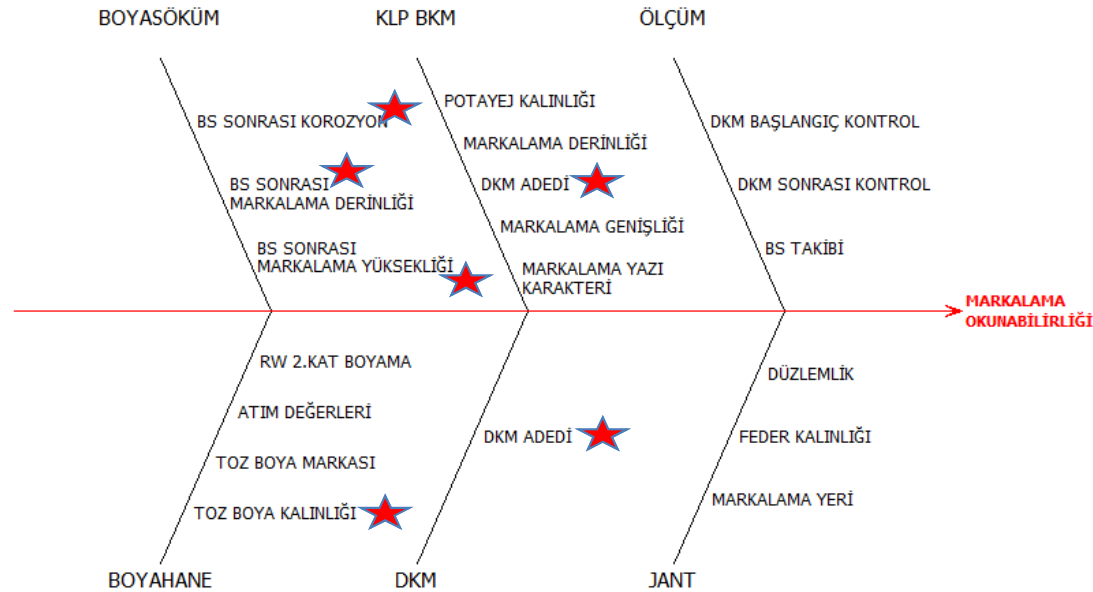 BOYASÖKÜM
KLP BKM
ÖLÇÜM
BS SONRASI KOROZYON
BS SONRASI
MARKALAMA DERİNLİĞİ
BS SONRASI
MARKALAMA YÜKSEKLİĞİ
POTAYEJ KALINLIĞI
MARKALAMA DERİNLİĞİ
DKM ADEDİ
MARKALAMA GENİŞLİĞİ
MARKALAMA YAZI
KARAKTERİ
DKM BAŞLANGIÇ KONTROL
DKM SONRASI KONTROL
BS TAKİBİ
MARKALAMA
OKUNABİLİRLİĞİ
RW 2.KAT BOYAMA
ATIM DEĞERLERİ
TOZ BOYA MARKASI
TOZ BOYA KALINLIĞI
DKM ADEDİ
DÜZLEMLİK
FEDER KALINLIĞI
MARKALAMA YERİ
BOYAHANE
DKM
JANT